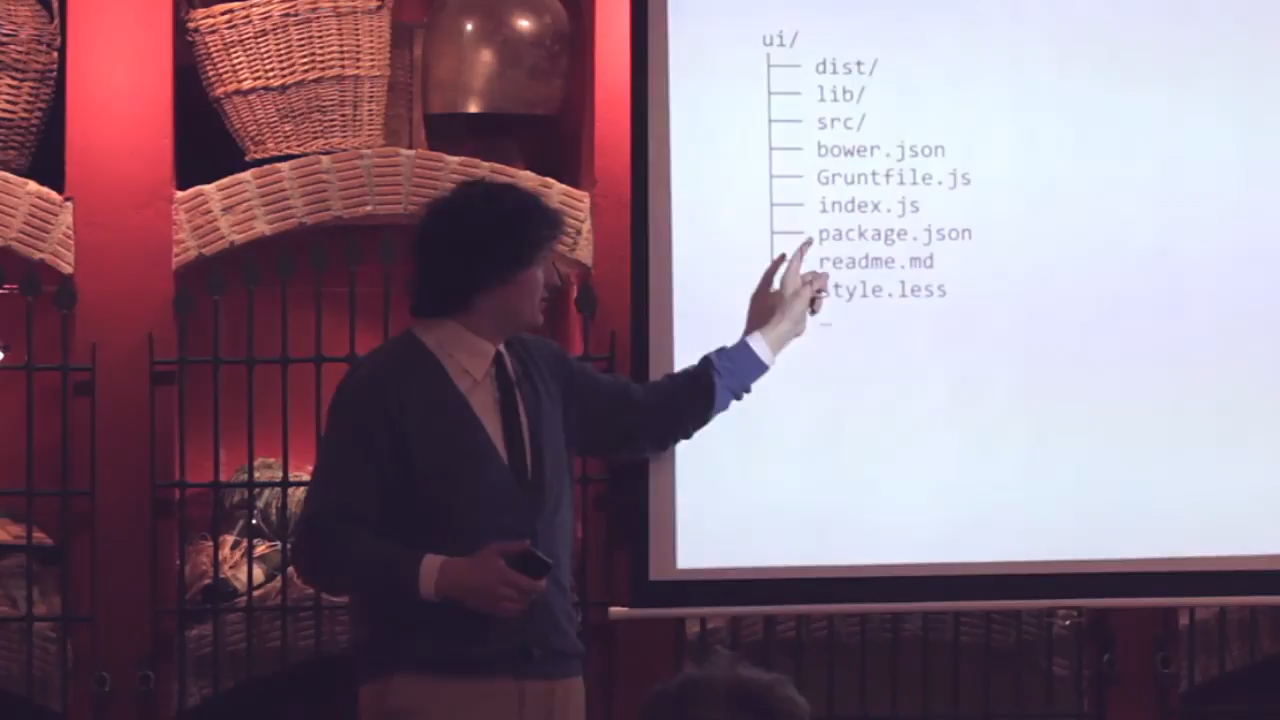 ui/
dist/
lib/
src/
bower.json
Gruntfile.js
index.js
package.json
readme.md
style.less
_